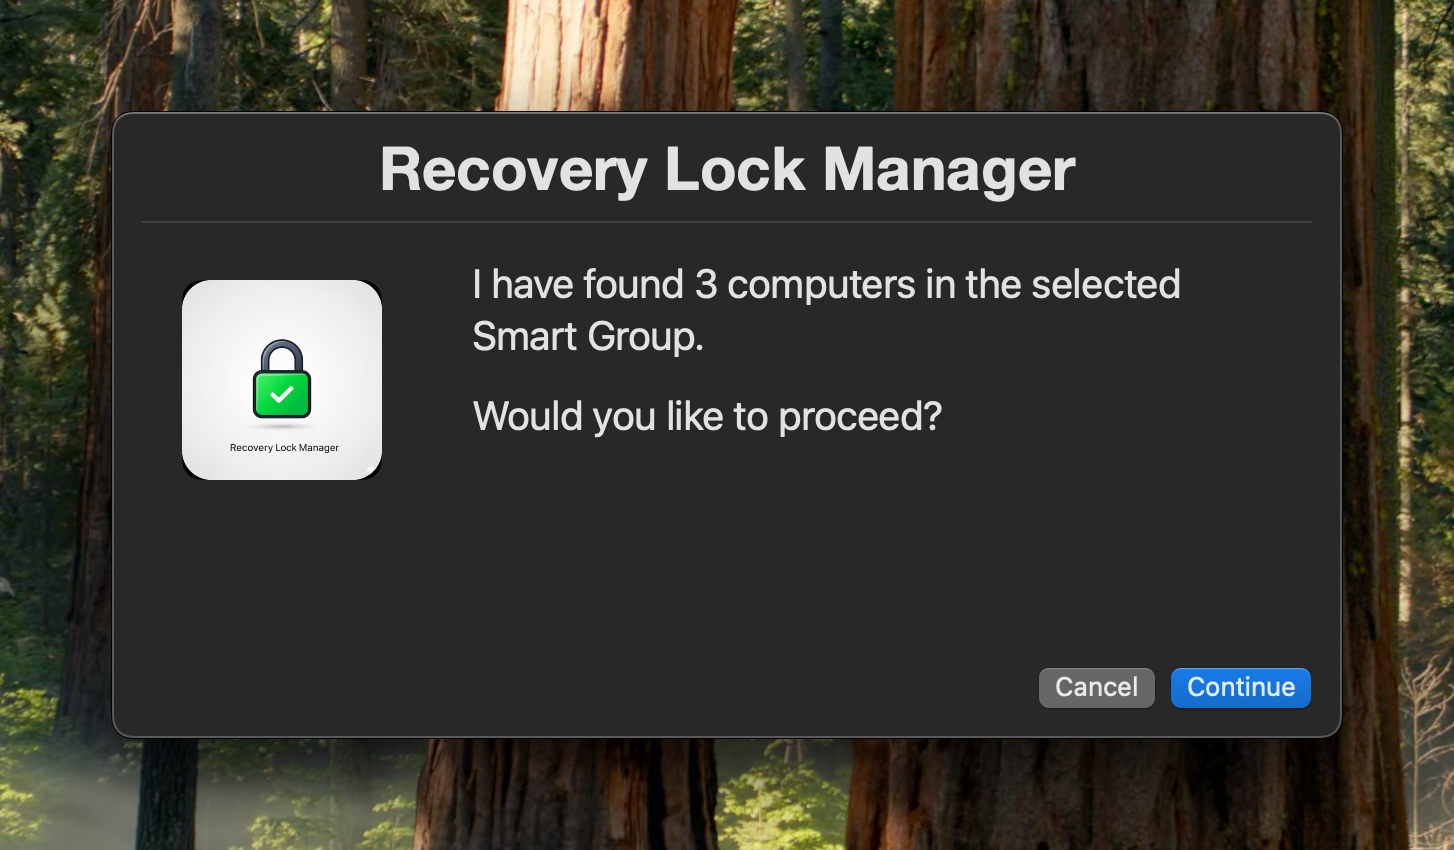 Recovery Lock Manager
I have found 3 computers in the selected
Smart Group.
Would you like to proceed?
Recovery Lock Manager
Cancel
Continue